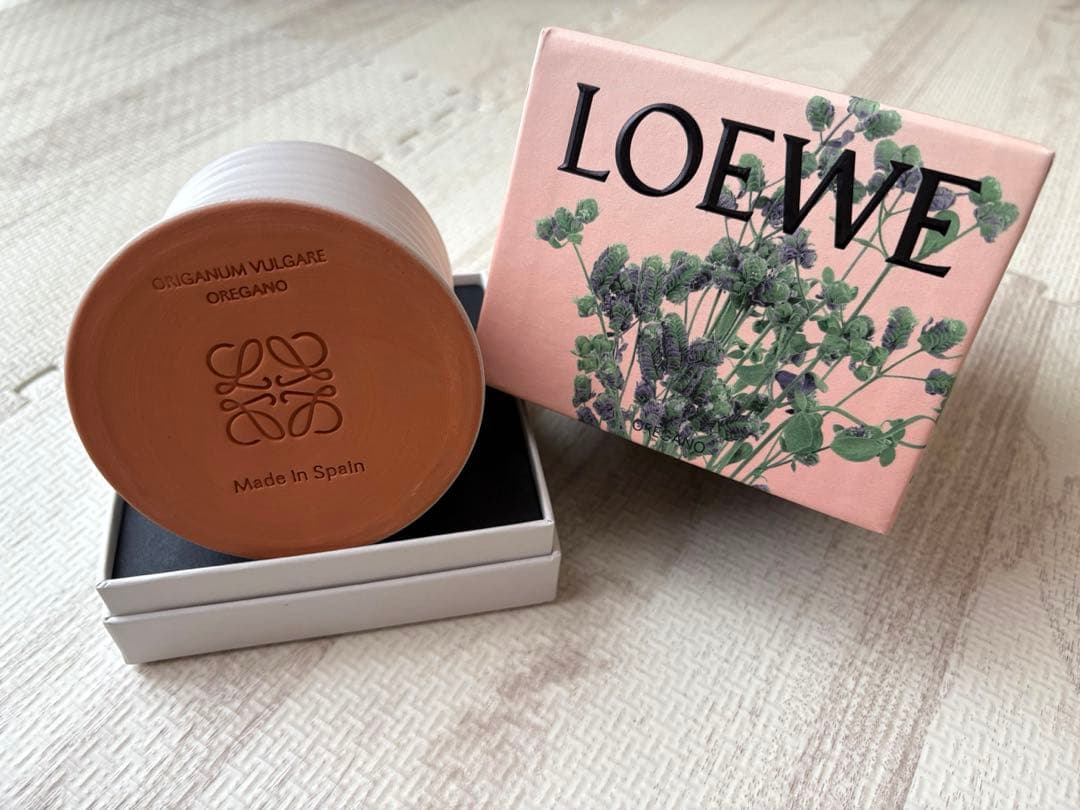 ORIGANUM VULGARE
OREGANO
Made In Spain
LOEWE
OREGANO